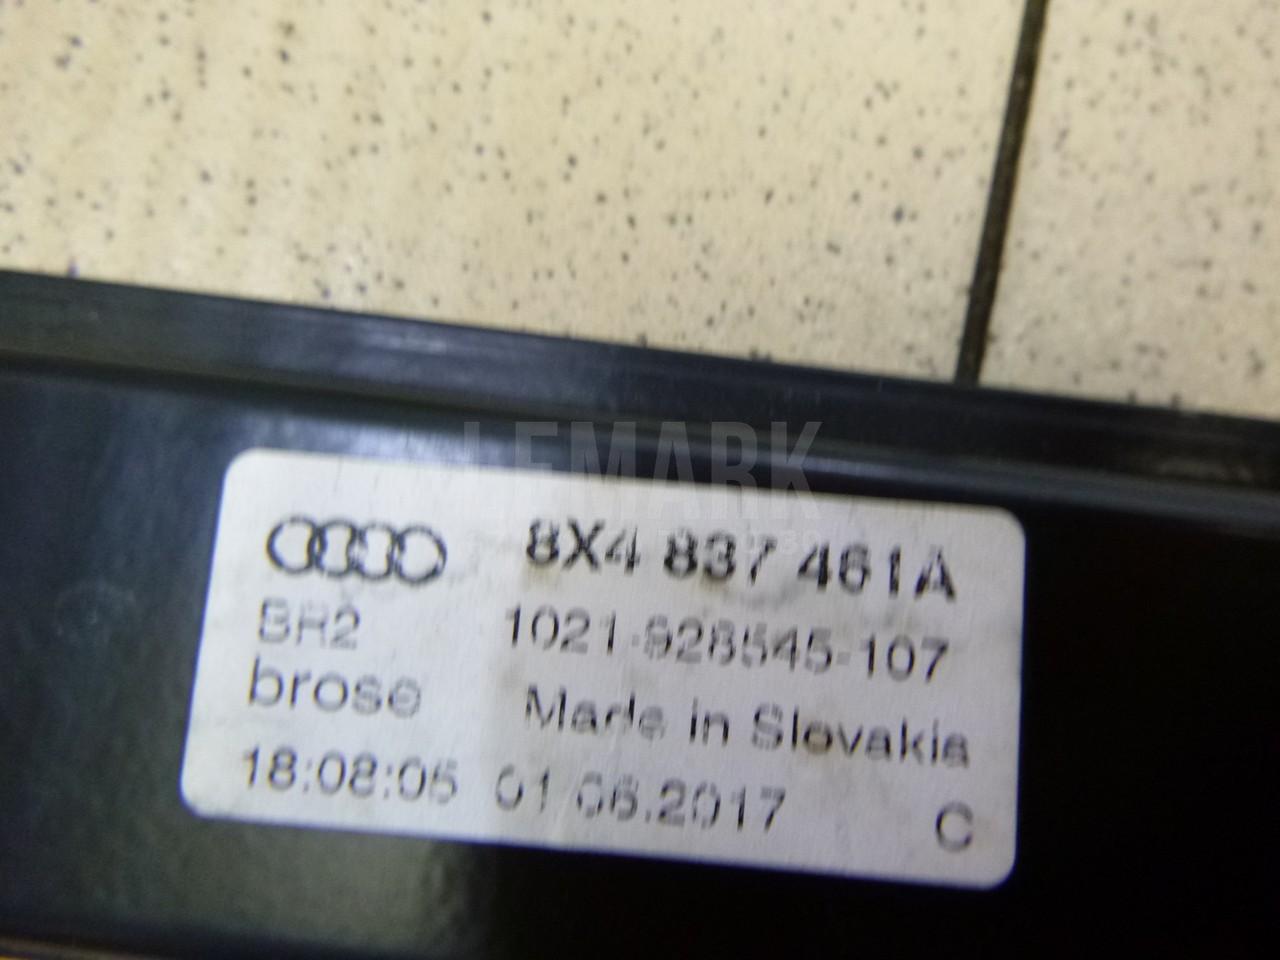 LEMARK
8X4 837 461A
BR2 1021-928545-107
brose Made in Slovakia
18:08:05 01.06.2017 C